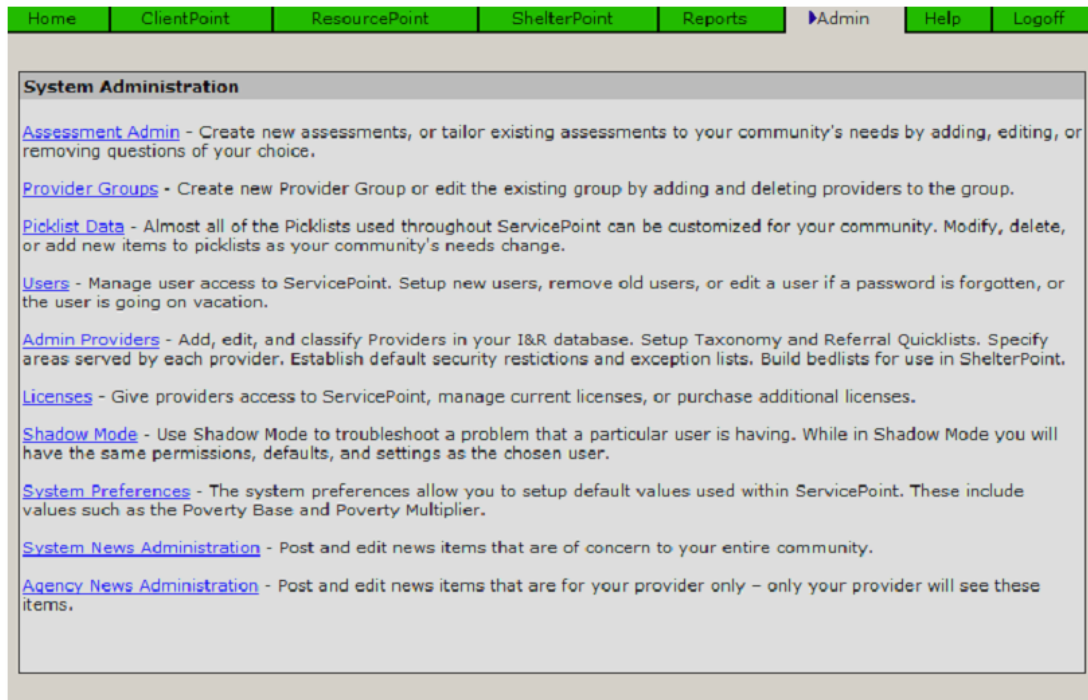 Home ClientPoint ResourcePoint ShelterPoint Reports Admin Help Logoff
System Administration
Assessment Admin - Create new assessments, or tailor existing assessments to your community's needs by adding, editing, or
removing questions of your choice.
Provider Groups - Create new Provider Group or edit the existing group by adding and deleting providers to the group.
Picklist Data - Almost all of the Picklists used throughout ServicePoint can be customized for your community. Modify, delete,
or add new items to picklists as your community's needs change.
Users - Manage user access to ServicePoint. Setup new users, remove old users, or edit a user if a password is forgotten, or
the user is going on vacation.
Admin Providers - Add, edit, and classify Providers in your I&R database. Setup Taxonomy and Referral Quicklists. Specify
areas served by each provider. Establish default security restictions and exception lists. Build bedlists for use in ShelterPoint.
Licenses - Give providers access to ServicePoint, manage current licenses, or purchase additional licenses.
Shadow Mode - Use Shadow Mode to troubleshoot a problem that a particular user is having. While in Shadow Mode you will
have the same permissions, defaults, and settings as the chosen user.
System Preferences - The system preferences allow you to setup default values used within ServicePoint. These include
values such as the Poverty Base and Poverty Multiplier.
System News Administration - Post and edit news items that are of concern to your entire community.
Agency News Administration - Post and edit news items that are for your provider only – only your provider will see these
items.